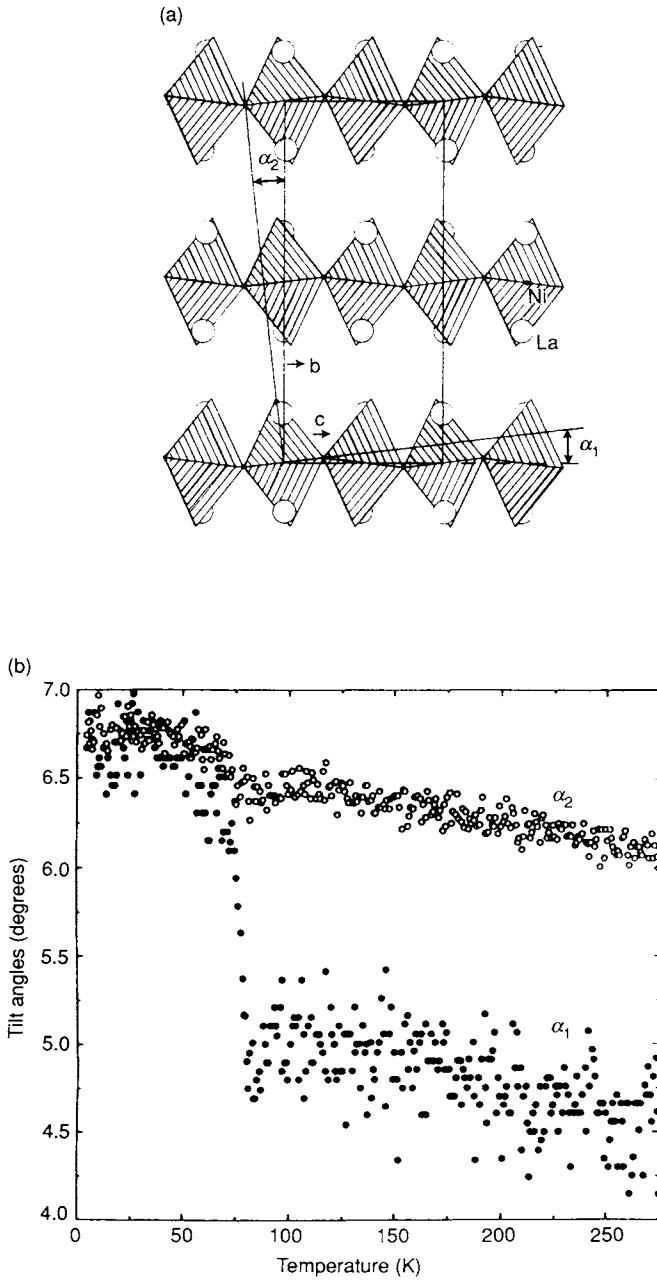 (a)
α₂
Ni
La
b
c
α₁
(b)
7.0
6.5
6.0
5.5
5.0
4.5
4.0
Tilt angles (degrees)
α₂
α₁
0
50
100
150
200
250
Temperature (K)